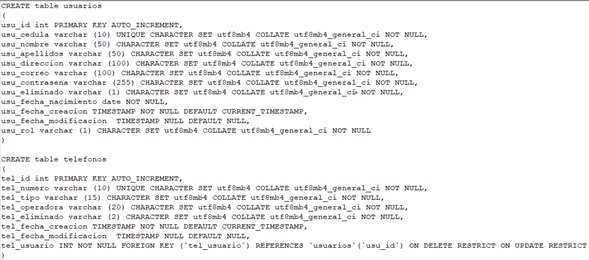 CREATE table usuarios
(
usu_id int PRIMARY KEY AUTO_INCREMENT,
usu_cedula varchar (10) UNIQUE CHARACTER SET utf8mb4 COLLATE utf8mb4_general_ci NOT NULL,
usu_nombre varchar (50) CHARACTER SET utf8mb4 COLLATE utf8mb4_general_ci NOT NULL,
usu_apellidos varchar (50) CHARACTER SET utf8mb4 COLLATE utf8mb4_general_ci NOT NULL,
usu_direccion varchar (100) CHARACTER SET utf8mb4 COLLATE utf8mb4_general_ci NOT NULL,
usu_correo varchar (100) CHARACTER SET utf8mb4 COLLATE utf8mb4_general_ci NOT NULL,
usu_contrasena varchar (255) CHARACTER SET utf8mb4 COLLATE utf8mb4_general_ci NOT NULL,
usu_eliminado varchar (1) CHARACTER SET utf8mb4 COLLATE utf8mb4_general_ci NOT NULL,
usu_fecha_nacimiento date NOT NULL,
usu_fecha_creacion TIMESTAMP NOT NULL DEFAULT CURRENT_TIMESTAMP,
usu_fecha_modificacion TIMESTAMP NULL DEFAULT NULL,
usu_rol varchar (1) CHARACTER SET utf8mb4 COLLATE utf8mb4_general_ci NOT NULL
)
CREATE table telefonos
(
tel_id int PRIMARY KEY AUTO_INCREMENT,
tel_numero varchar (10) UNIQUE CHARACTER SET utf8mb4 COLLATE utf8mb4_general_ci NOT NULL,
tel_tipo varchar (15) CHARACTER SET utf8mb4 COLLATE utf8mb4_general_ci NOT NULL,
tel_operadora varchar (20) CHARACTER SET utf8mb4 COLLATE utf8mb4_general_ci NOT NULL,
tel_eliminado varchar (2) CHARACTER SET utf8mb4 COLLATE utf8mb4_general_ci NOT NULL,
tel_fecha_creacion TIMESTAMP NOT NULL DEFAULT CURRENT_TIMESTAMP,
tel_fecha_modificacion TIMESTAMP NULL DEFAULT NULL,
tel_usuario INT NOT NULL FOREIGN KEY (`tel_usuario`) REFERENCES `usuarios`(`usu_id`) ON DELETE RESTRICT ON UPDATE RESTRICT
)